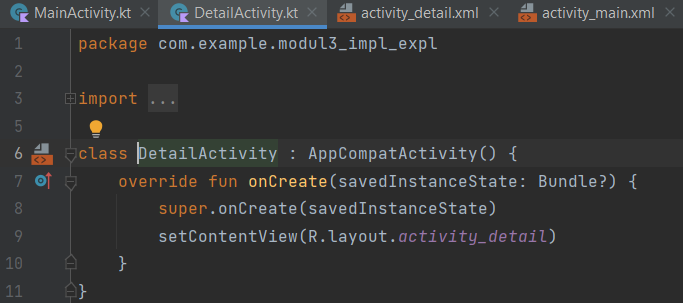 MainActivity.kt × DetailActivity.kt × activity_detail.xml × activity_main.xml ×
1 package com.example.modul3_impl_expl
2
3 import ...
5
6 class DetailActivity : AppCompatActivity() {
7 override fun onCreate(savedInstanceState: Bundle?) {
8 super.onCreate(savedInstanceState)
9 setContentView(R.layout.activity_detail)
10 }
11 }